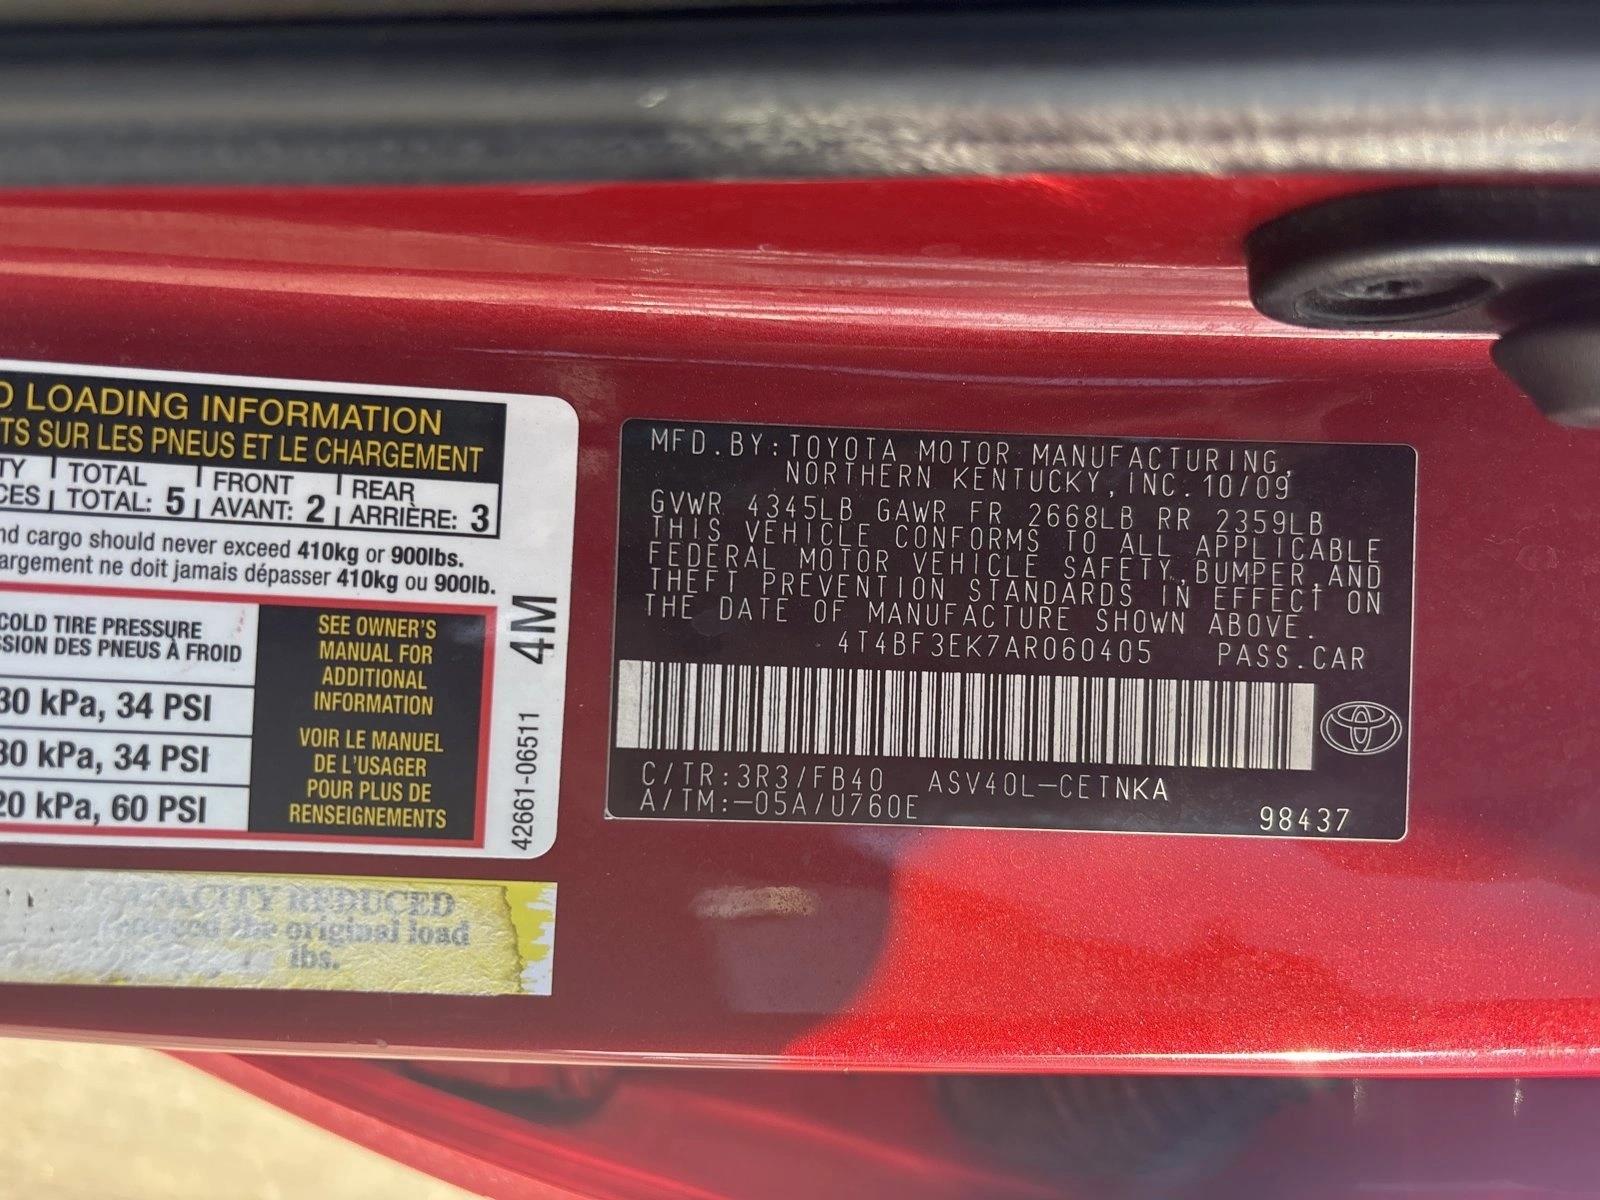 D LOADING INFORMATION
TS SUR LES PNEUS ET LE CHARGEMENT
TY TOTAL FRONT REAR
CES TOTAL: 5 AVANT: 2 ARRIÈRE: 3
nd cargo should never exceed 410kg or 900lbs.
argement ne doit jamais dépasser 410kg ou 900lb.
COLD TIRE PRESSURE
SSION DES PNEUS À FROID
30 kPa, 34 PSI
30 kPa, 34 PSI
20 kPa, 60 PSI
SEE OWNER'S
MANUAL FOR
ADDITIONAL
INFORMATION
VOIR LE MANUEL
DE L'USAGER
POUR PLUS DE
RENSEIGNEMENTS
4M
42661-06511
CAPACITY REDUCED
the original load
lbs.
MFD.BY:TOYOTA MOTOR MANUFACTURING,
NORTHERN KENTUCKY,INC.10/09
GVWR 4345LB GAWR FR 2668LB RR 2359LB
THIS VEHICLE CONFORMS TO ALL APPLICABLE
FEDERAL MOTOR VEHICLE SAFETY,BUMPER,AND
THEFT PREVENTION STANDARDS IN EFFECT ON
THE DATE OF MANUFACTURE SHOWN ABOVE.
4T4BF3EK7AR060405 PASS.CAR
C/TR:3R3/FB40 ASV40L-CETNKA
A/TM:-05A/U760E
98437